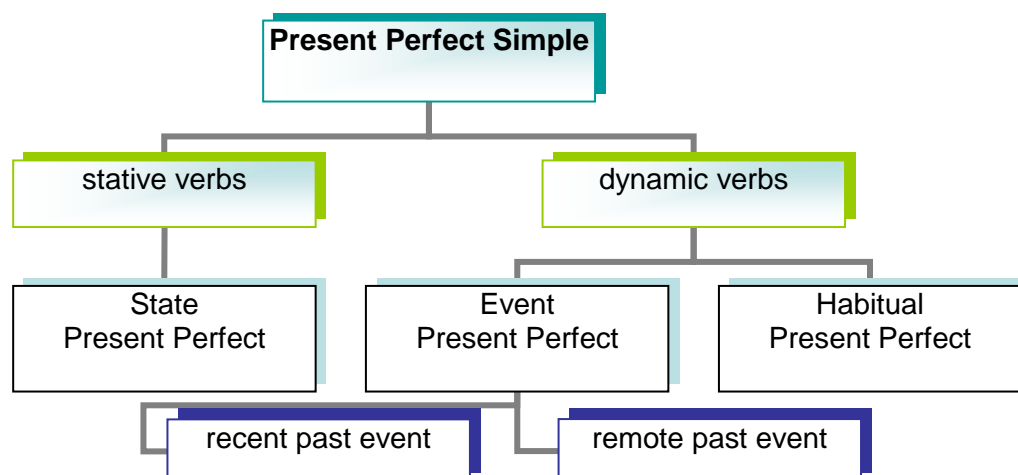 Present Perfect Simple
stative verbs
dynamic verbs
State
Present Perfect
Event
Present Perfect
Habitual
Present Perfect
recent past event
remote past event